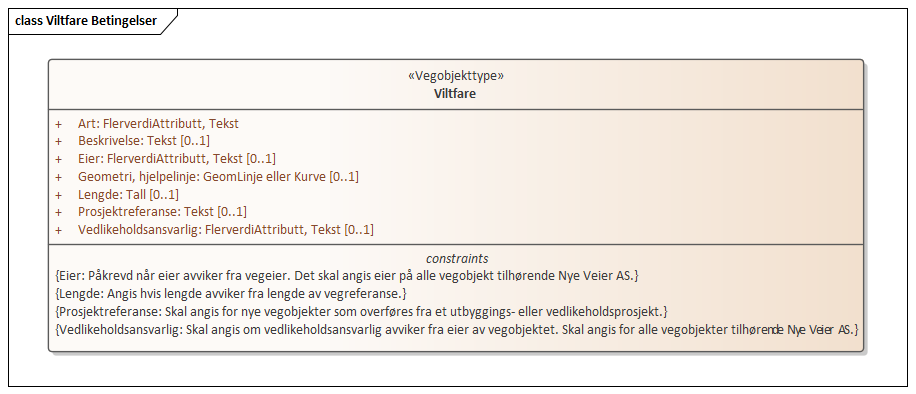 class Viltfare Betingelser
«Vegobjekttype»
Viltfare
+ Art: FlerverdiAttributt, Tekst
+ Beskrivelse: Tekst [0..1]
+ Eier: FlerverdiAttributt, Tekst [0..1]
+ Geometri, hjelpelinje: GeomLinje eller Kurve [0..1]
+ Lengde: Tall [0..1]
+ Prosjektreferanse: Tekst [0..1]
+ Vedlikeholdsansvarlig: FlerverdiAttributt, Tekst [0..1]
constraints
{Eier: Påkrevd når eier avviker fra vegeier. Det skal angis eier på alle vegobjekt tilhørende Nye Veier AS.}
{Lengde: Angis hvis lengde avviker fra lengde av vegreferanse.}
{Prosjektreferanse: Skal angis for nye vegobjekter som overføres fra et utbyggings- eller vedlikeholdsprosjekt.}
{Vedlikeholdsansvarlig: Skal angis om vedlikeholdsansvarlig avviker fra eier av vegobjektet. Skal angis for alle vegobjekter tilhørende Nye Veier AS.}